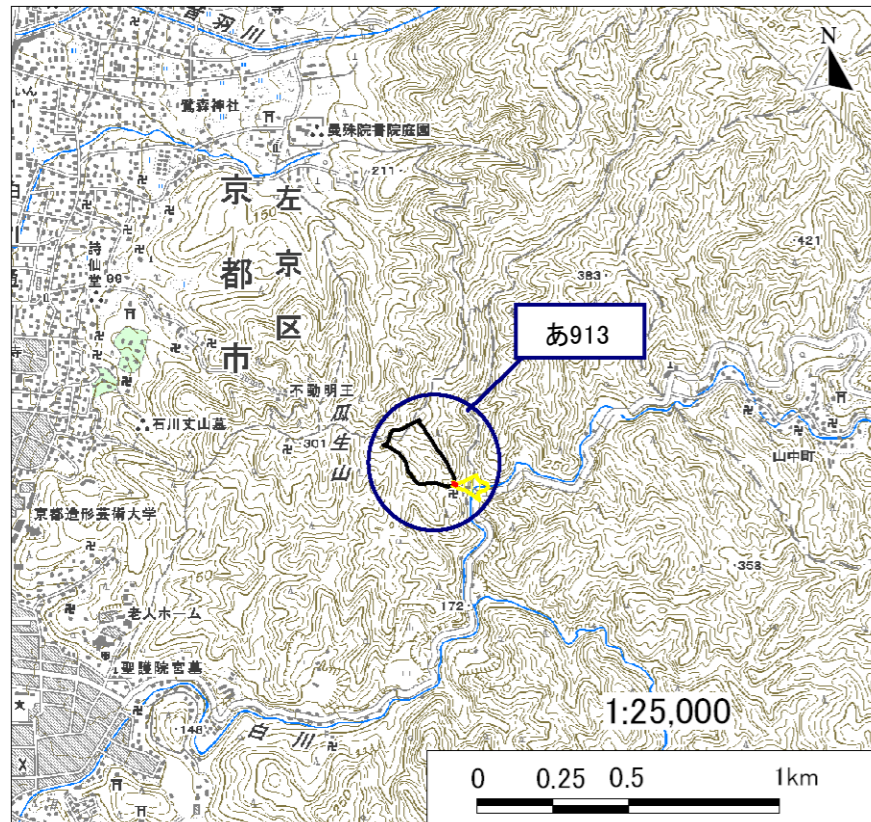 音羽川
N
鷺森神社
曼殊院書院庭園
211
京都市
左京区
150
421
383
詩仙堂
99
あ913
不動明王
瓜生山
301
石川丈山墓
山中町
京都造形芸術大学
358
150
老人ホーム
172
聖護院宮墓
148
白川
1:25,000
0 0.25 0.5 1km